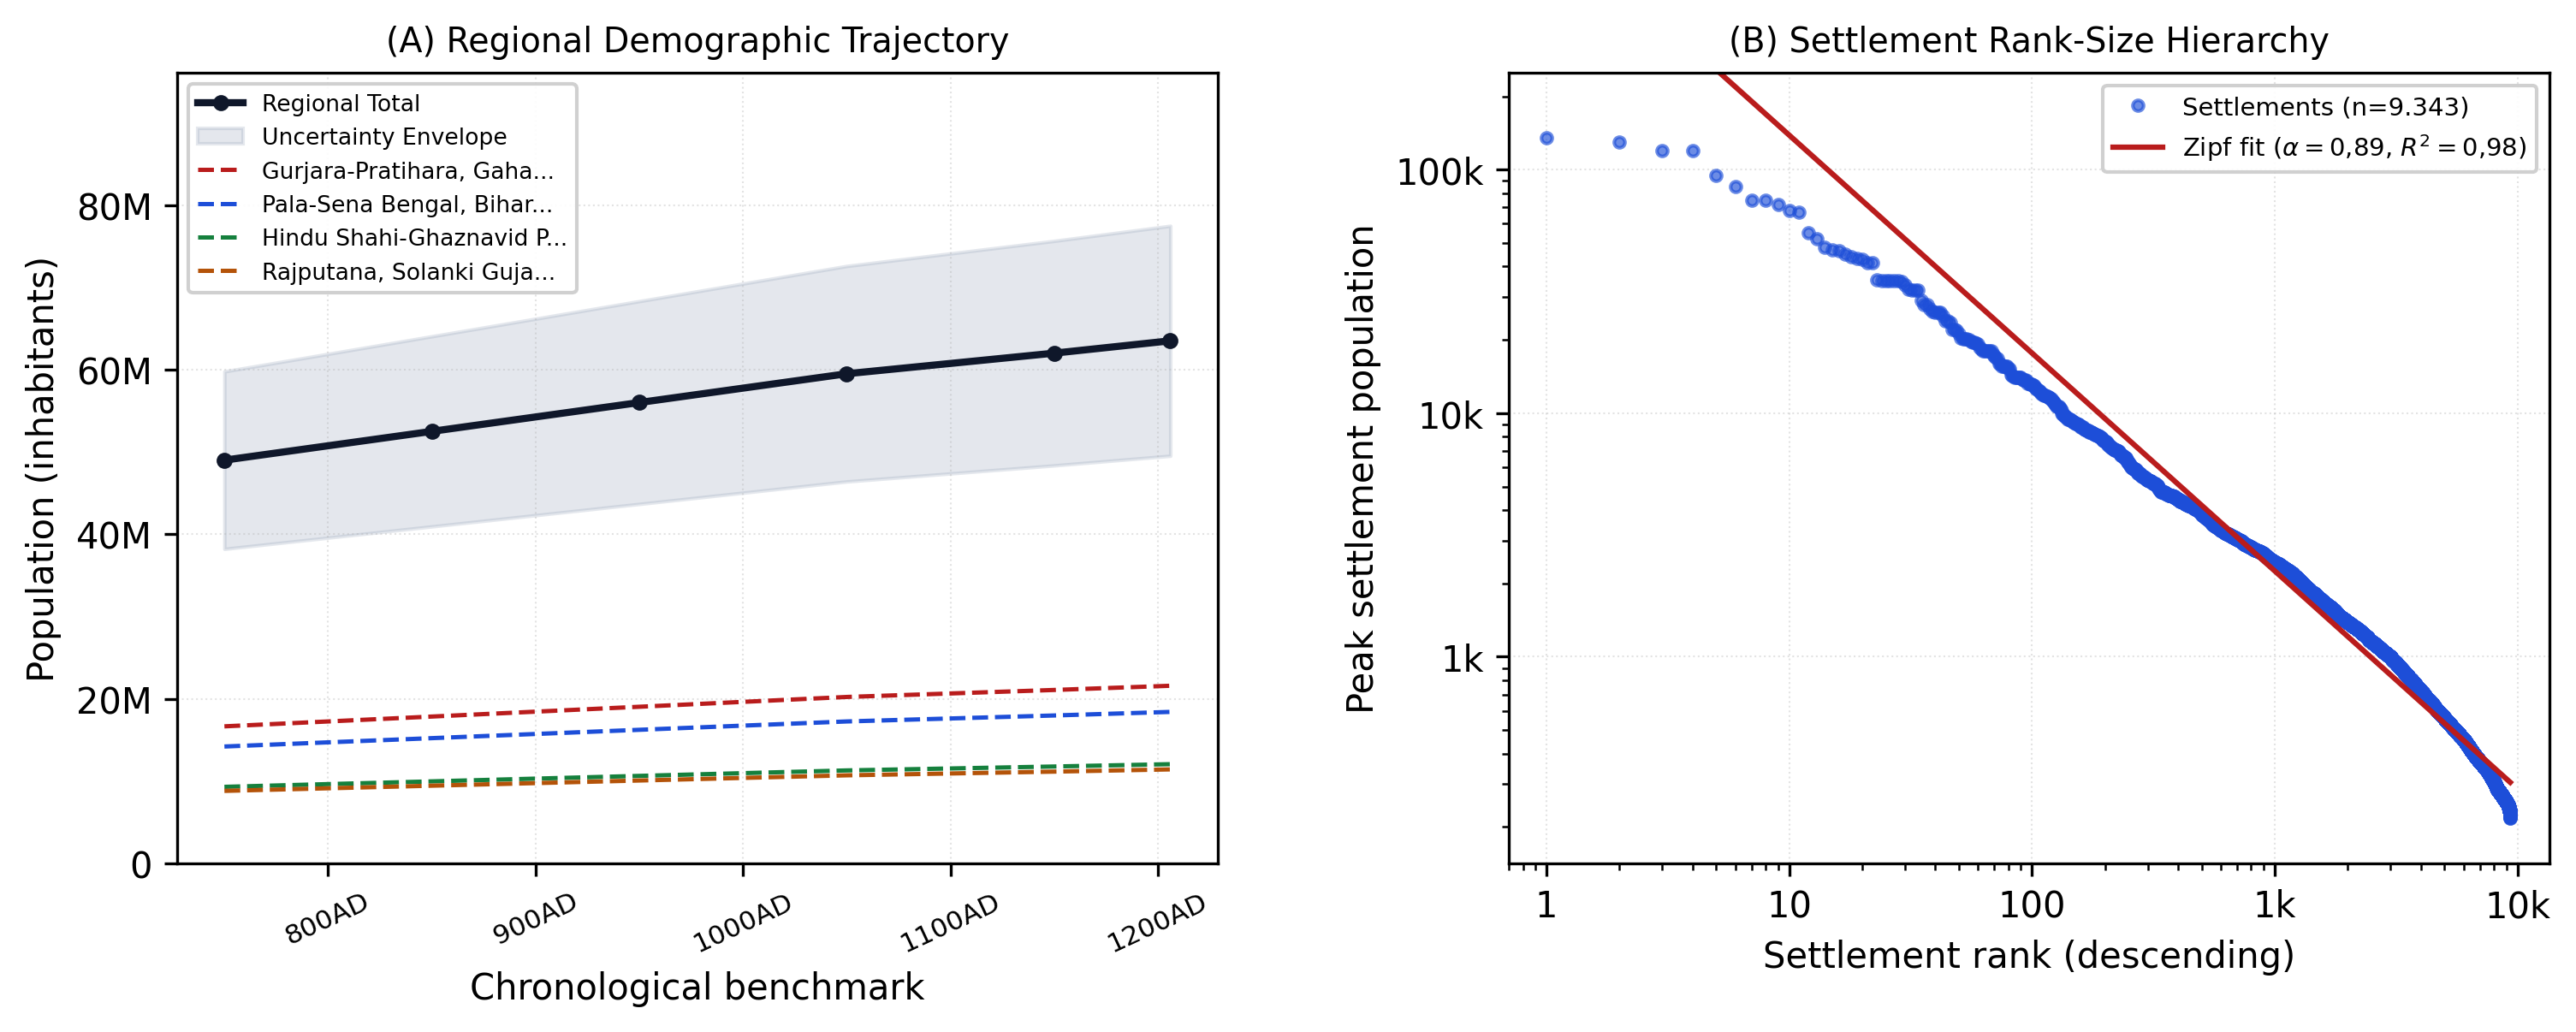 (A) Regional Demographic Trajectory
Population (inhabitants)
80M
60M
40M
20M
0
Regional Total
Uncertainty Envelope
Gurjara-Pratihara, Gaha...
Pala-Sena Bengal, Bihar...
Hindu Shahi-Ghaznavid P...
Rajputana, Solanki Guja...
800AD
900AD
1000AD
1100AD
1200AD
Chronological benchmark
(B) Settlement Rank-Size Hierarchy
Peak settlement population
100k
10k
1k
Settlements (n=9.343)
Zipf fit (α = 0,89, R² = 0,98)
1
10
100
1k
10k
Settlement rank (descending)